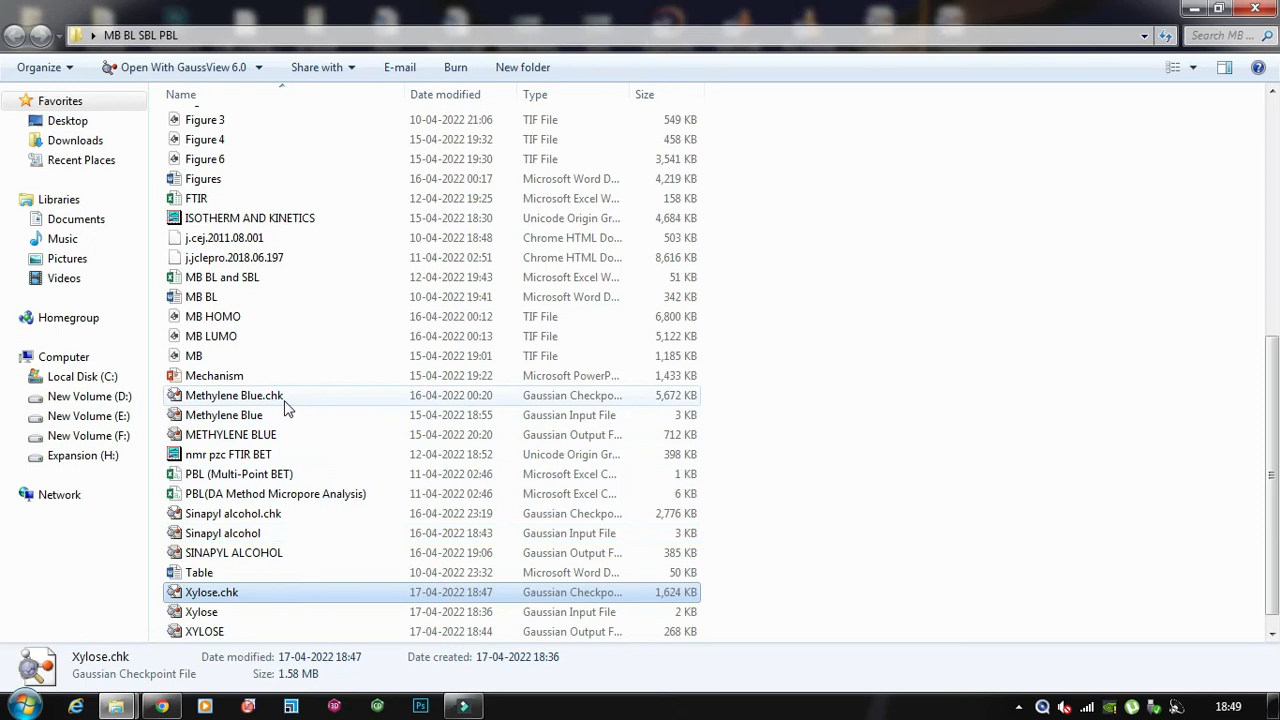 MB BL SBL PBL
Search MB ...
Organize
Open With GaussView 6.0
Share with
E-mail
Burn
New folder
Name
Date modified
Type
Size
Favorites
Desktop
Downloads
Recent Places
Libraries
Documents
Music
Pictures
Videos
Homegroup
Computer
Local Disk (C:)
New Volume (D:)
New Volume (E:)
New Volume (F:)
Expansion (H:)
Network
Figure 3 10-04-2022 21:06 TIF File 549 KB
Figure 4 15-04-2022 19:32 TIF File 458 KB
Figure 6 15-04-2022 19:30 TIF File 3,541 KB
Figures 16-04-2022 00:17 Microsoft Word D... 4,219 KB
FTIR 12-04-2022 19:25 Microsoft Excel W... 158 KB
ISOTHERM AND KINETICS 15-04-2022 18:30 Unicode Origin Gr... 4,684 KB
j.cej.2011.08.001 10-04-2022 18:48 Chrome HTML Do... 503 KB
j.jclepro.2018.06.197 11-04-2022 02:51 Chrome HTML Do... 8,616 KB
MB BL and SBL 12-04-2022 19:43 Microsoft Excel W... 51 KB
MB BL 10-04-2022 19:41 Microsoft Word D... 342 KB
MB HOMO 16-04-2022 00:12 TIF File 6,800 KB
MB LUMO 16-04-2022 00:13 TIF File 5,122 KB
MB 15-04-2022 19:01 TIF File 1,185 KB
Mechanism 15-04-2022 19:22 Microsoft PowerP... 1,433 KB
Methylene Blue.chk 16-04-2022 00:20 Gaussian Checkpo... 5,672 KB
Methylene Blue 15-04-2022 18:55 Gaussian Input File 3 KB
METHYLENE BLUE 15-04-2022 20:20 Gaussian Output F... 712 KB
nmr pzc FTIR BET 12-04-2022 18:52 Unicode Origin Gr... 398 KB
PBL (Multi-Point BET) 11-04-2022 02:46 Microsoft Excel C... 1 KB
PBL(DA Method Micropore Analysis) 11-04-2022 02:46 Microsoft Excel C... 6 KB
Sinapyl alcohol.chk 16-04-2022 23:19 Gaussian Checkpo... 2,776 KB
Sinapyl alcohol 16-04-2022 18:43 Gaussian Input File 3 KB
SINAPYL ALCOHOL 16-04-2022 19:06 Gaussian Output F... 385 KB
Table 10-04-2022 23:32 Microsoft Word D... 50 KB
Xylose.chk 17-04-2022 18:47 Gaussian Checkpo... 1,624 KB
Xylose 17-04-2022 18:36 Gaussian Input File 2 KB
XYLOSE 17-04-2022 18:44 Gaussian Output F... 268 KB
Xylose.chk Date modified: 17-04-2022 18:47 Date created: 17-04-2022 18:36
Gaussian Checkpoint File Size: 1.58 MB
Ps
18:49